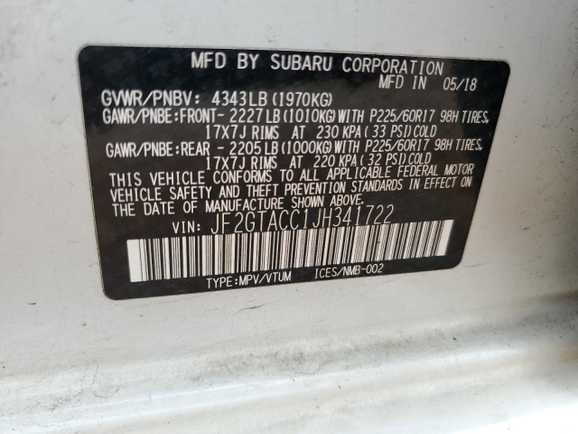 MFD BY SUBARU CORPORATION
MFD IN 05/18
GVWR/PNBV: 4343LB(1970KG)
GAWR/PNBE:FRONT-2227LB(1010KG)WITH P225/60R17 98H TIRES,
17X7J RIMS AT 230 KPA(33 PSI)COLD
GAWR/PNBE:REAR -2205LB(1000KG)WITH P225/60R17 98H TIRES,
17X7J RIMS AT 220 KPA(32 PSI)COLD
THIS VEHICLE CONFORMS TO ALL APPLICABLE FEDERAL MOTOR
VEHICLE SAFETY AND THEFT PREVENTION STANDARDS IN EFFECT ON
THE DATE OF MANUFACTURE SHOWN ABOVE.
VIN: JF2GTACC1JH341722
TYPE:MPV/VTUM ICES/NMB-002